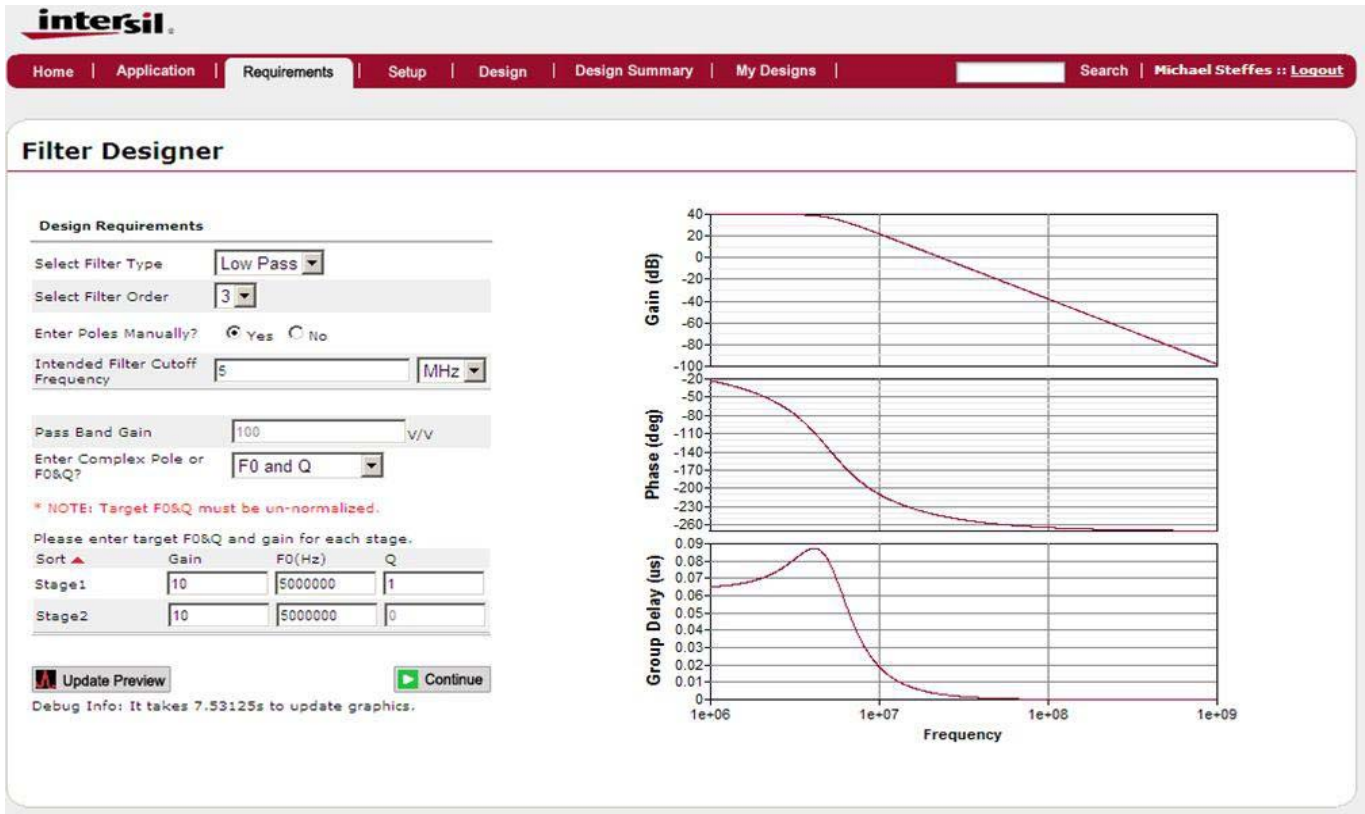 intersil.
Home | Application | Requirements | Setup | Design | Design Summary | My Designs | Search | Michael Steffes :: Logout
Filter Designer
Design Requirements
Select Filter Type Low Pass
Select Filter Order 3
Enter Poles Manually? Yes No
Intended Filter Cutoff Frequency 5 MHz
Pass Band Gain 100 V/V
Enter Complex Pole or F0&Q? F0 and Q
* NOTE: Target F0&Q must be un-normalized.
Please enter target F0&Q and gain for each stage.
Sort Gain F0(Hz) Q
Stage1 10 5000000 1
Stage2 10 5000000 0
Update Preview Continue
Debug Info: It takes 7.53125s to update graphics.
Gain (dB)
40
20
0
-20
-40
-60
-80
-100
Phase (deg)
-20
-50
-80
-110
-140
-170
-200
-230
-260
Group Delay (us)
0.09
0.08
0.07
0.06
0.05
0.04
0.03
0.02
0.01
0
1e+06 1e+07 1e+08 1e+09
Frequency